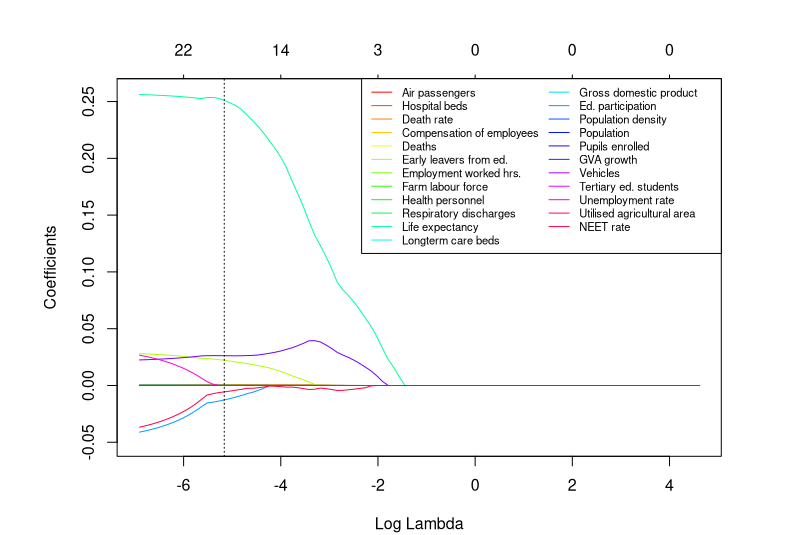 22 14 3 0 0 0
Air passengers
Hospital beds
Death rate
Compensation of employees
Deaths
Early leavers from ed.
Employment worked hrs.
Farm labour force
Health personnel
Respiratory discharges
Life expectancy
Longterm care beds
Gross domestic product
Ed. participation
Population density
Population
Pupils enrolled
GVA growth
Vehicles
Tertiary ed. students
Unemployment rate
Utilised agricultural area
NEET rate
Coefficients
0.25
0.20
0.15
0.10
0.05
0.00
-0.05
-6 -4 -2 0 2 4
Log Lambda